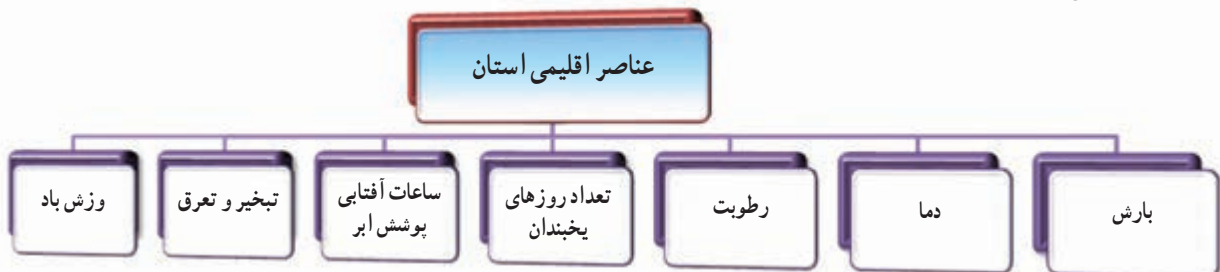 عناصر اقلیمی استان
بارش
دما
رطوبت
تعداد روزهای
یخبندان
ساعات آفتابی
پوشش ابر
تبخیر و تعرق
وزش باد